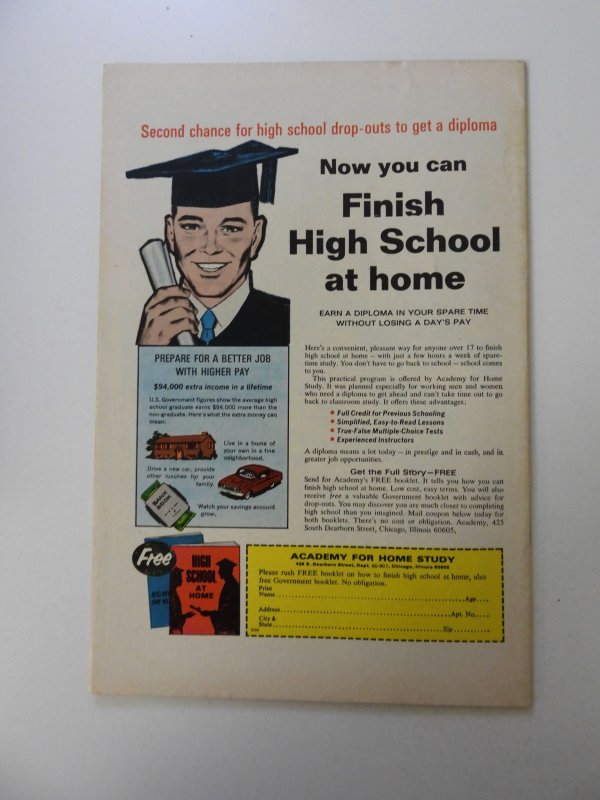 Second chance for high school drop-outs to get a diploma
Now you can
Finish
High School
at home
EARN A DIPLOMA IN YOUR SPARE TIME
WITHOUT LOSING A DAY'S PAY
PREPARE FOR A BETTER JOB
WITH HIGHER PAY
$94,000 extra income in a lifetime
U.S. Government figures show the average high
school graduate earns $94,000 more than the
non-graduate. Here's what the extra money can
mean:
Live in a home of
your own in a fine
neighborhood.
Drive a new car, provide
other luxuries for your
family.
BANK
BOOK
Watch your savings account
grow.
Here's a convenient, pleasant way for anyone over 17 to finish
high school at home — with just a few hours a week of spare-
time study. You don't have to go back to school — school comes
to you.
This practical program is offered by Academy for Home
Study. It was planned especially for working men and women
who need a diploma to get ahead and can't take time out to go
back to classroom study. It offers these advantages:
• Full Credit for Previous Schooling
• Simplified, Easy-to-Read Lessons
• True-False Multiple-Choice Tests
• Experienced Instructors
A diploma means a lot today — in prestige and in cash, and in
greater job opportunities.
Get the Full Story—FREE
Send for Academy's FREE booklet. It tells you how you can
finish high school at home. Low cost, easy terms. You will also
receive free a valuable Government booklet with advice for
drop-outs. You may discover you are much closer to completing
high school than you imagined. Mail coupon below today for
both booklets. There's no cost or obligation. Academy, 425
South Dearborn Street, Chicago, Illinois 60605.
Free
HIGH
SCHOOL
AT
HOME
ACADEMY FOR HOME STUDY
Dearborn Street, Dept. Chicago, Illinois 60605
Please rush FREE booklet on how to finish high school at home, also
free Government booklet. No obligation.
Print
Name Age
Address Apt. No.
City &
State Zip